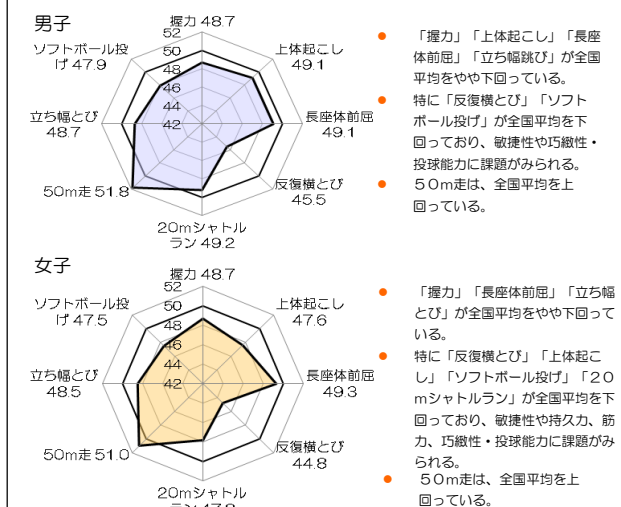 男子
握力 48.7
52
50
48
46
44
42
上体起こし
49.1
長座体前屈
49.1
反復横とび
45.5
20mシャトル
ラン 49.2
50m走 51.8
立ち幅とび
48.7
ソフトボール投
げ 47.9
● 「握力」「上体起こし」「長座
体前屈」「立ち幅跳び」が全国
平均をやや下回っている。
● 特に「反復横とび」「ソフト
ボール投げ」が全国平均を下
回っており、敏捷性や巧緻性・
投球能力に課題がみられる。
● 50m走は、全国平均を上
回っている。
女子
握力 48.7
52
50
48
46
44
42
上体起こし
47.6
長座体前屈
49.3
反復横とび
44.8
20mシャトル
50m走 51.0
立ち幅とび
48.5
ソフトボール投
げ 47.5
● 「握力」「長座体前屈」「立ち幅
とび」が全国平均をやや下回って
いる。
● 特に「反復横とび」「上体起こ
し」「ソフトボール投げ」「20
mシャトルラン」が全国平均を下
回っており、敏捷性や持久力、筋
力、巧緻性・投球能力に課題がみ
られる。
● 50m走は、全国平均を上
回っている。